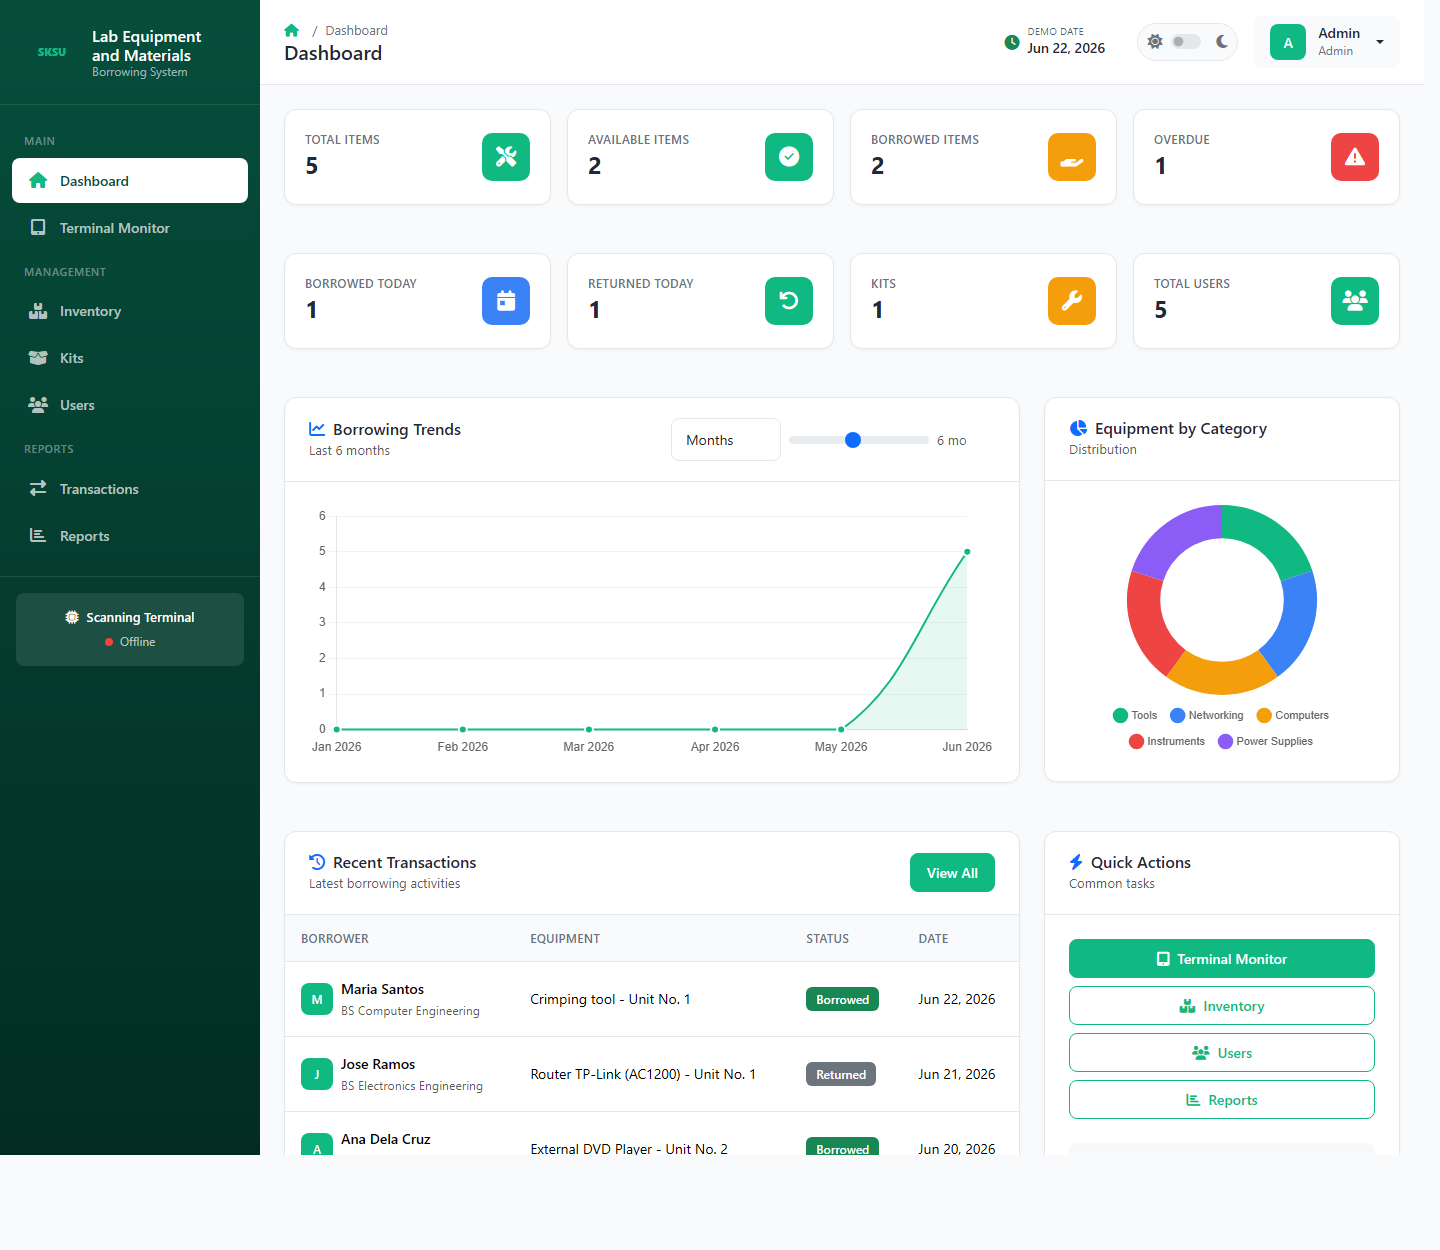 SKSU
Lab Equipment
and Materials
Borrowing System
MAIN
Dashboard
Terminal Monitor
MANAGEMENT
Inventory
Kits
Users
REPORTS
Transactions
Reports
Scanning Terminal
Offline
/ Dashboard
Dashboard
DEMO DATE
Jun 22, 2026
A
Admin
Admin
TOTAL ITEMS
5
AVAILABLE ITEMS
2
BORROWED ITEMS
2
OVERDUE
1
BORROWED TODAY
1
RETURNED TODAY
1
KITS
1
TOTAL USERS
5
Borrowing Trends
Last 6 months
Months
6 mo
6
5
4
3
2
1
0
Jan 2026 Feb 2026 Mar 2026 Apr 2026 May 2026 Jun 2026
Equipment by Category
Distribution
Tools Networking Computers
Instruments Power Supplies
Recent Transactions
Latest borrowing activities
View All
BORROWER EQUIPMENT STATUS DATE
M
Maria Santos
BS Computer Engineering
Crimping tool - Unit No. 1
Borrowed
Jun 22, 2026
J
Jose Ramos
BS Electronics Engineering
Router TP-Link (AC1200) - Unit No. 1
Returned
Jun 21, 2026
A
Ana Dela Cruz
External DVD Player - Unit No. 2
Borrowed
Jun 20, 2026
Quick Actions
Common tasks
Terminal Monitor
Inventory
Users
Reports